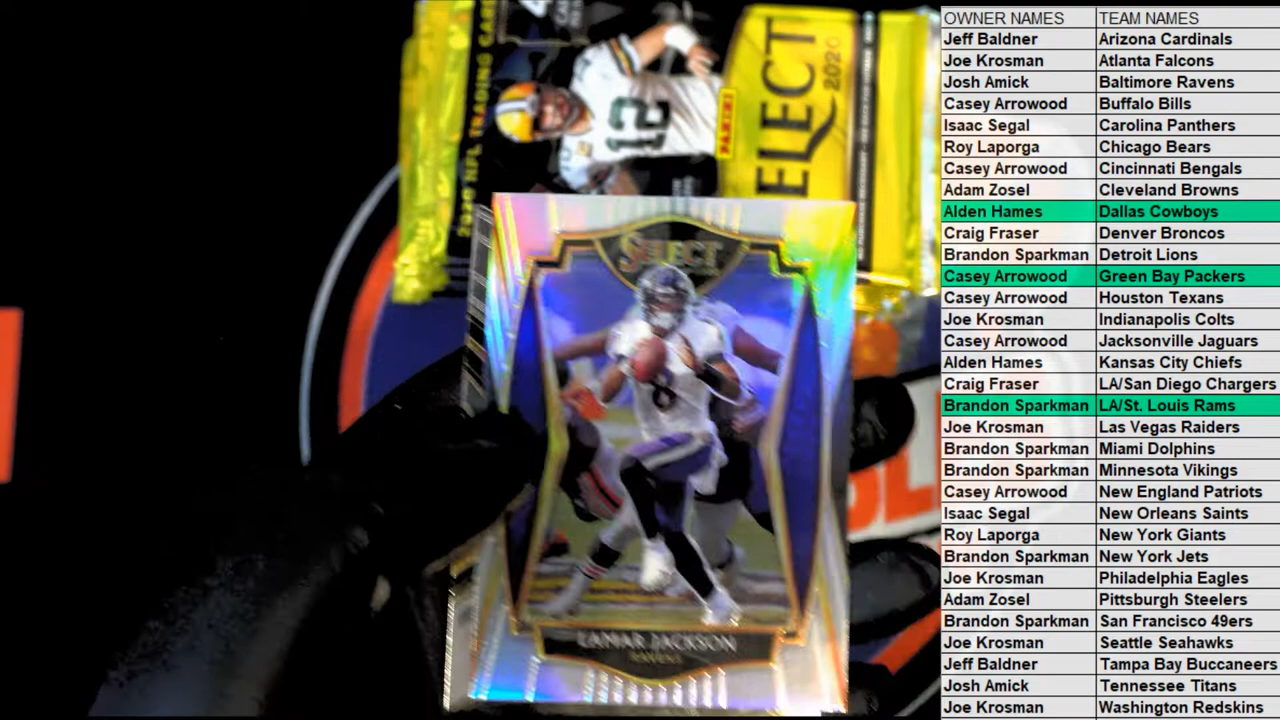 OWNER NAMES TEAM NAMES
Jeff Baldner Arizona Cardinals
Joe Krosman Atlanta Falcons
Josh Amick Baltimore Ravens
Casey Arrowood Buffalo Bills
Isaac Segal Carolina Panthers
Roy Laporga Chicago Bears
Casey Arrowood Cincinnati Bengals
Adam Zosel Cleveland Browns
Alden Hames Dallas Cowboys
Craig Fraser Denver Broncos
Brandon Sparkman Detroit Lions
Casey Arrowood Green Bay Packers
Casey Arrowood Houston Texans
Joe Krosman Indianapolis Colts
Casey Arrowood Jacksonville Jaguars
Alden Hames Kansas City Chiefs
Craig Fraser LA/San Diego Chargers
Brandon Sparkman LA/St. Louis Rams
Joe Krosman Las Vegas Raiders
Brandon Sparkman Miami Dolphins
Brandon Sparkman Minnesota Vikings
Casey Arrowood New England Patriots
Isaac Segal New Orleans Saints
Roy Laporga New York Giants
Brandon Sparkman New York Jets
Joe Krosman Philadelphia Eagles
Adam Zosel Pittsburgh Steelers
Brandon Sparkman San Francisco 49ers
Joe Krosman Seattle Seahawks
Jeff Baldner Tampa Bay Buccaneers
Josh Amick Tennessee Titans
Joe Krosman Washington Redskins
2020 NFL TRADING CARD
12
PANINI
ELECT
2020
SELECT
8
LAMAR JACKSON
RAVENS